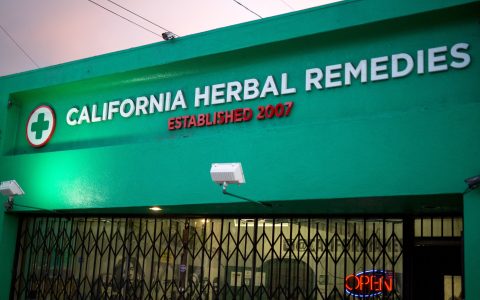 CALIFORNIA HERBAL REMEDIES
ESTABLISHED 2007
OPEN